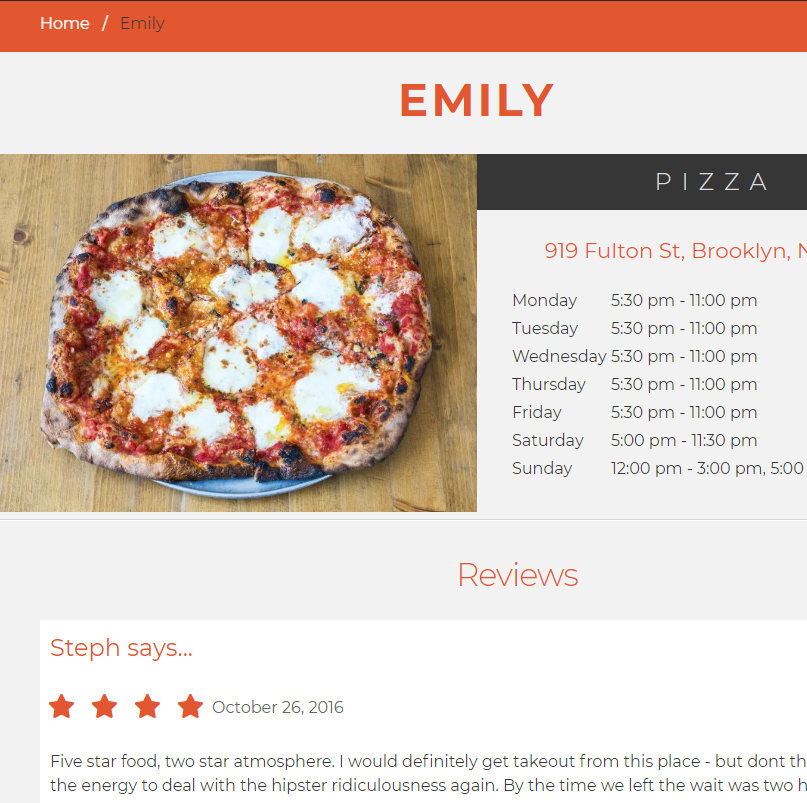 Home / Emily
EMILY
PIZZA
919 Fulton St, Brooklyn,
Monday 5:30 pm - 11:00 pm
Tuesday 5:30 pm - 11:00 pm
Wednesday 5:30 pm - 11:00 pm
Thursday 5:30 pm - 11:00 pm
Friday 5:30 pm - 11:00 pm
Saturday 5:00 pm - 11:30 pm
Sunday 12:00 pm - 3:00 pm, 5:00
Reviews
Steph says...
October 26, 2016
Five star food, two star atmosphere. I would definitely get takeout from this place - but dont
the energy to deal with the hipster ridiculousness again. By the time we left the wait was two